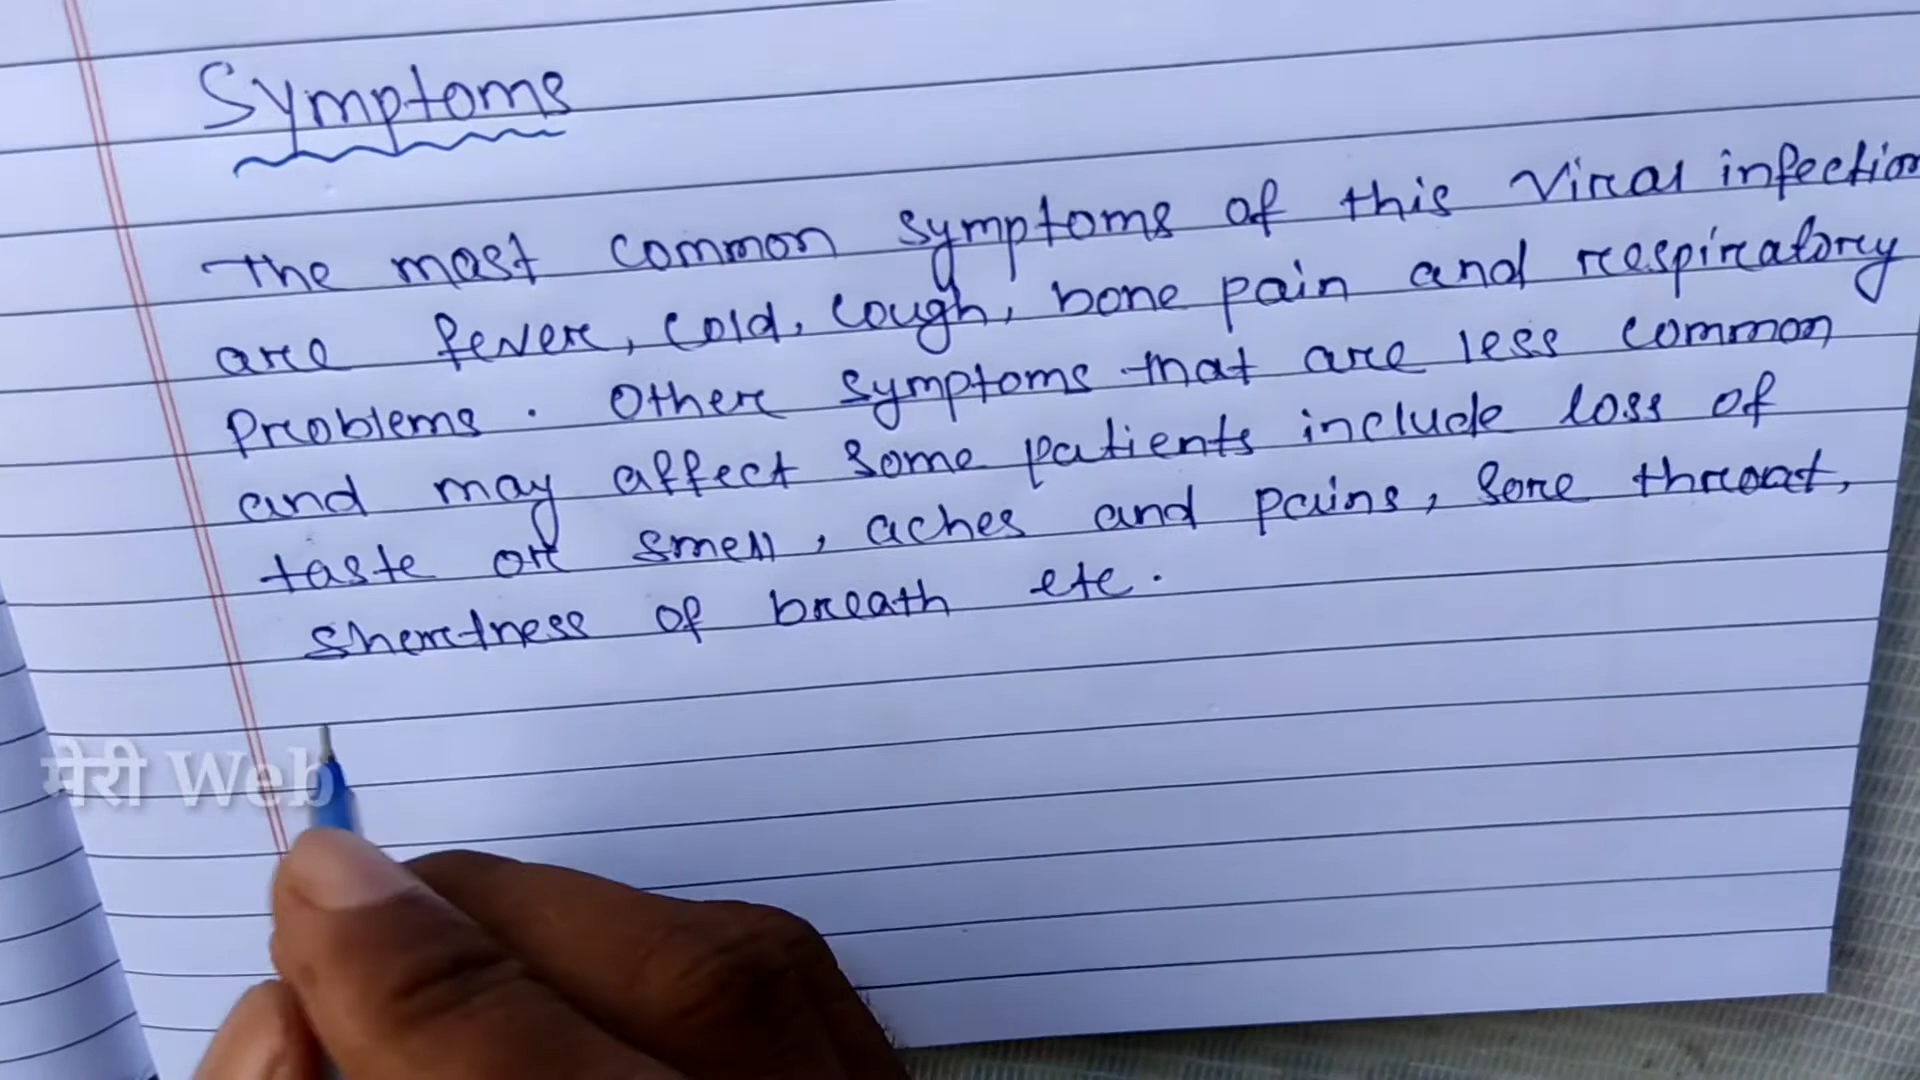 Symptoms
The most common symptoms of this viral infection
are fever, cold, cough, bone pain and respiratory
problems. Other symptoms that are less common
and may affect some patients include loss of
taste or smell, aches and pains, sore throat,
shortness of breath etc.
मेरी Web